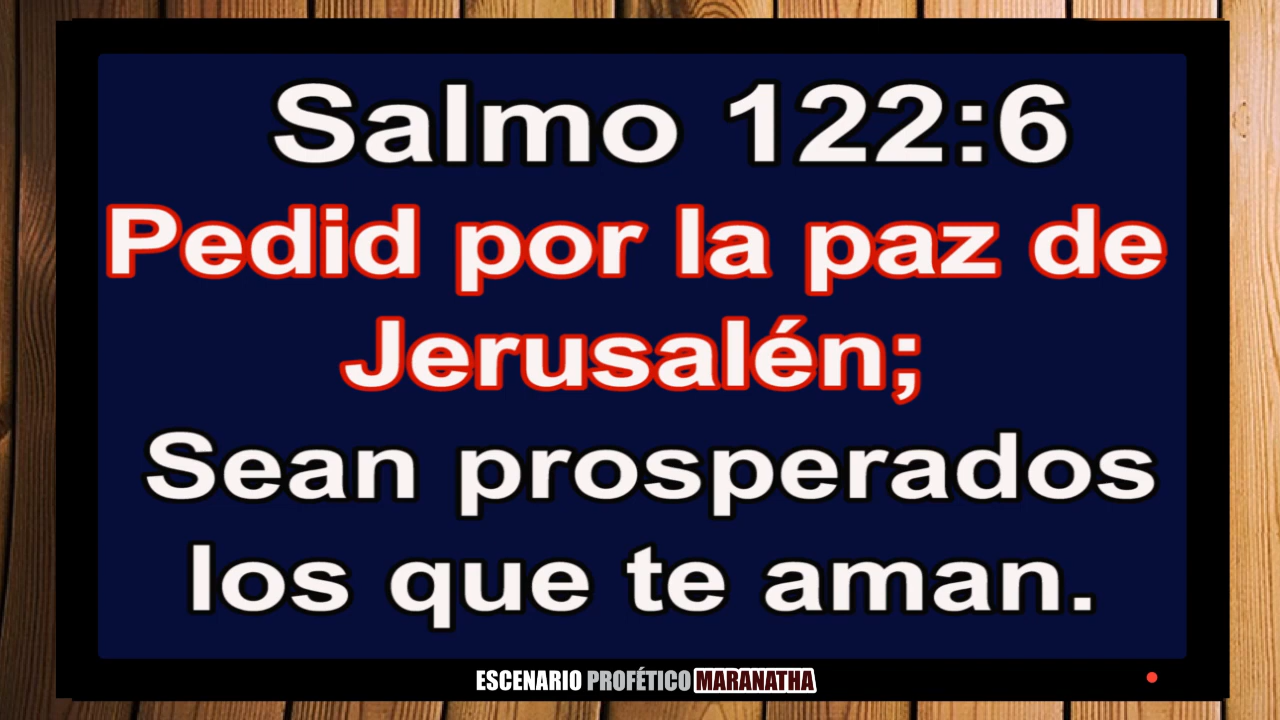 Salmo 122:6
Pedid por la paz de
Jerusalén;
Sean prosperados
los que te aman.
ESCENARIO PROFÉTICO MARANATHA